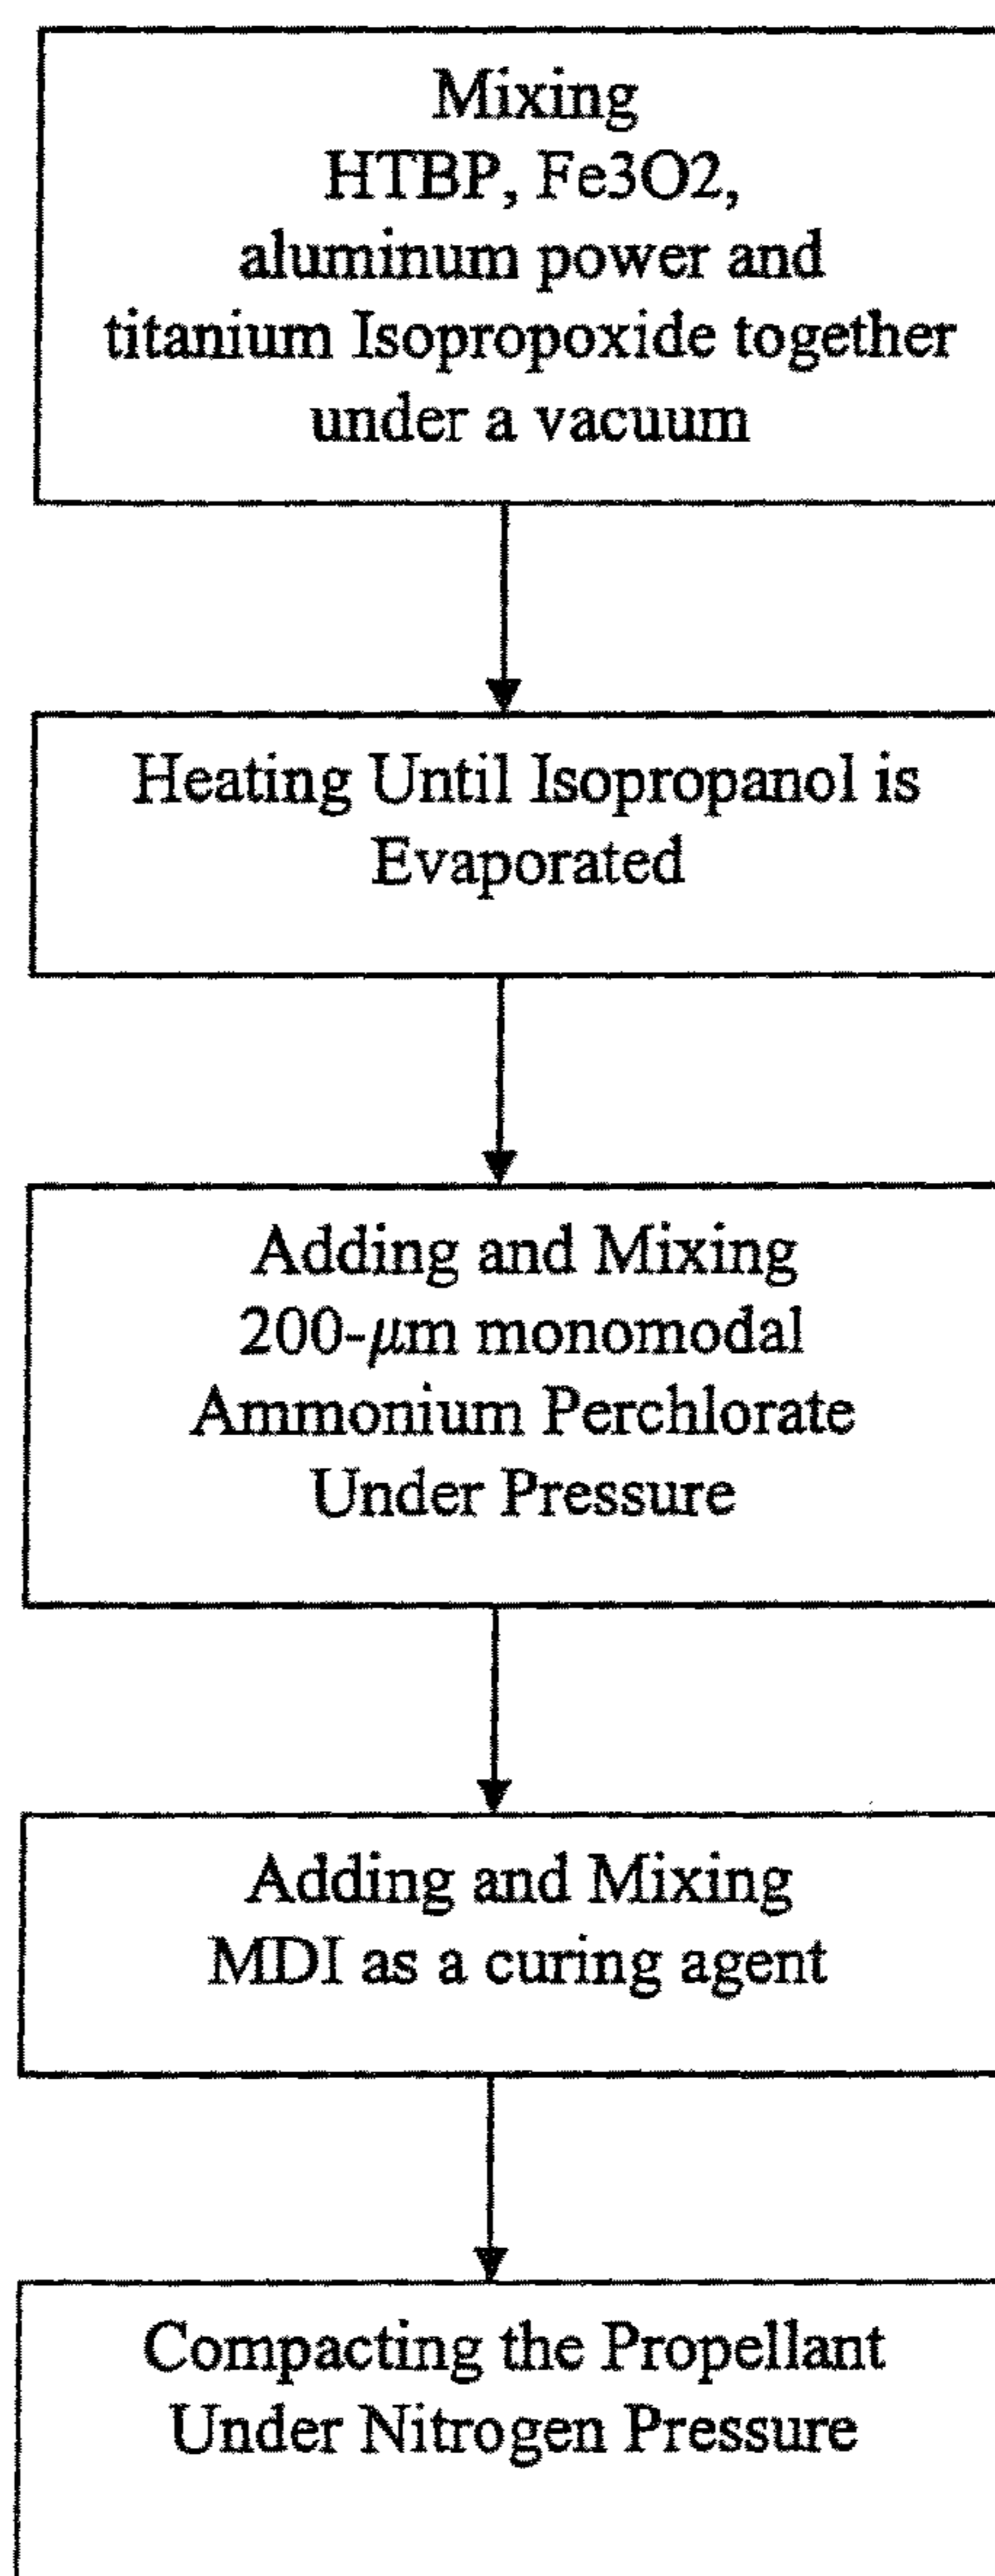 Mixing
HTBP, Fe3O2,
aluminum power and
titanium Isopropoxide together
under a vacuum
Heating Until Isopropanol is
Evaporated
Adding and Mixing
200-μm monomodal
Ammonium Perchlorate
Under Pressure
Adding and Mixing
MDI as a curing agent
Compacting the Propellant
Under Nitrogen Pressure